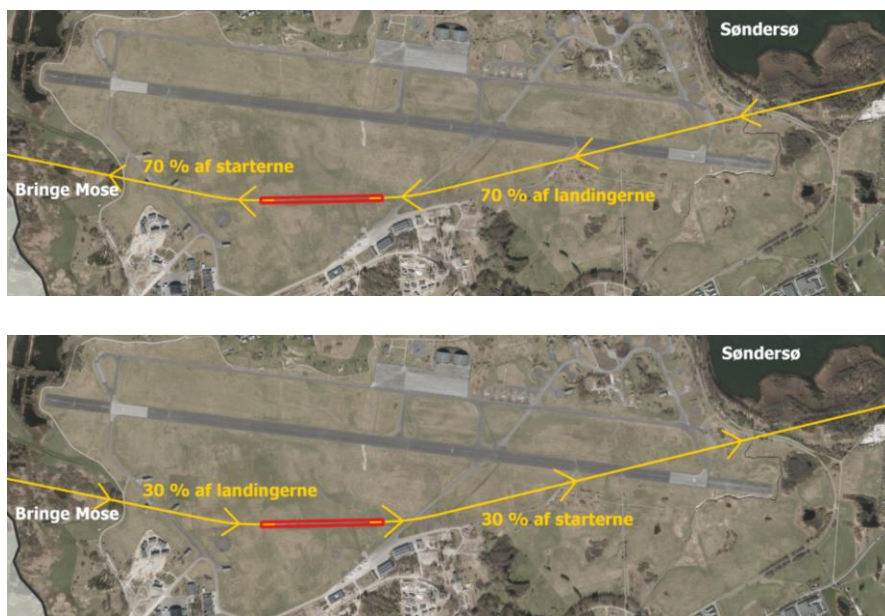 Søndersø
70 % af starterne
Bringe Mose
70 % af landingerne
Søndersø
30 % af landingerne
Bringe Mose
30 % af starterne